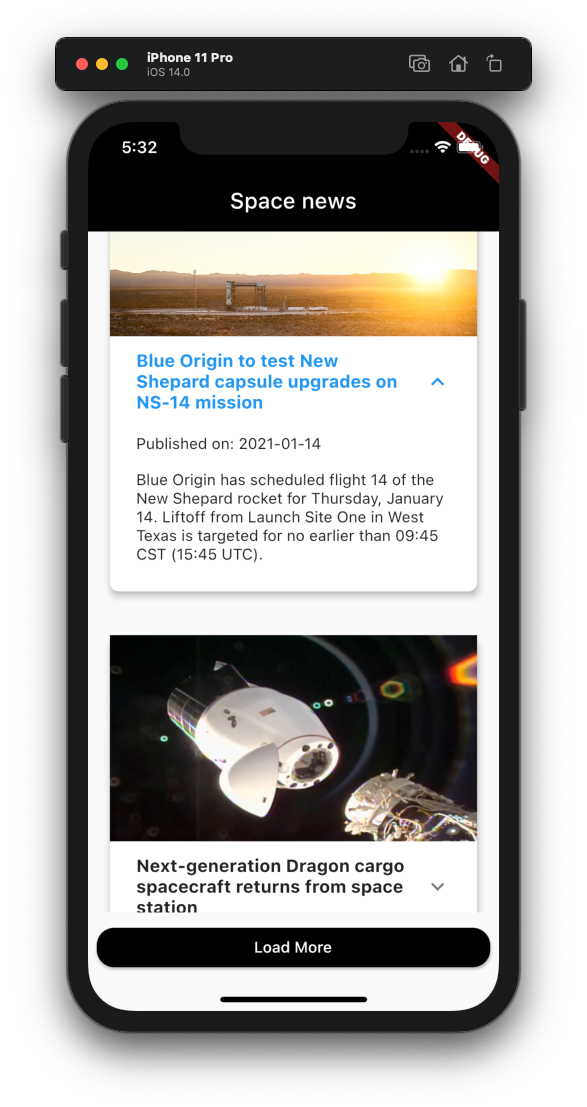 iPhone 11 Pro
iOS 14.0
5:32
DEBUG
Space news
Blue Origin to test New
Shepard capsule upgrades on
NS-14 mission
Published on: 2021-01-14
Blue Origin has scheduled flight 14 of the
New Shepard rocket for Thursday, January
14. Liftoff from Launch Site One in West
Texas is targeted for no earlier than 09:45
CST (15:45 UTC).
Next-generation Dragon cargo
spacecraft returns from space
station
Load More